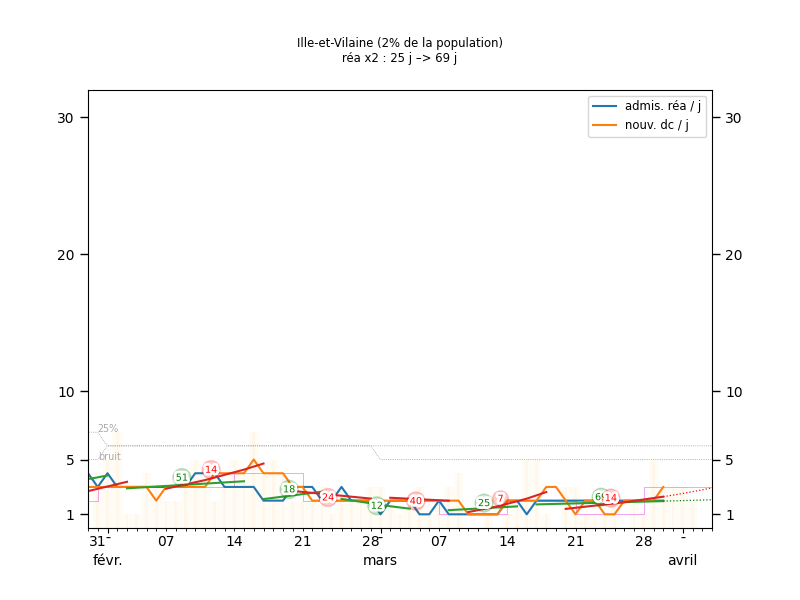 Ille-et-Vilaine (2% de la population)
réa x2 : 25 j –> 69 j
admis. réa / j
nouv. dc / j
30 30
20 20
10 10
5 5
1 1
25%
bruit
51 14 18 24 12 40 25 7 14
31 07 14 21 28 07 14 21 28 -
févr. mars avril